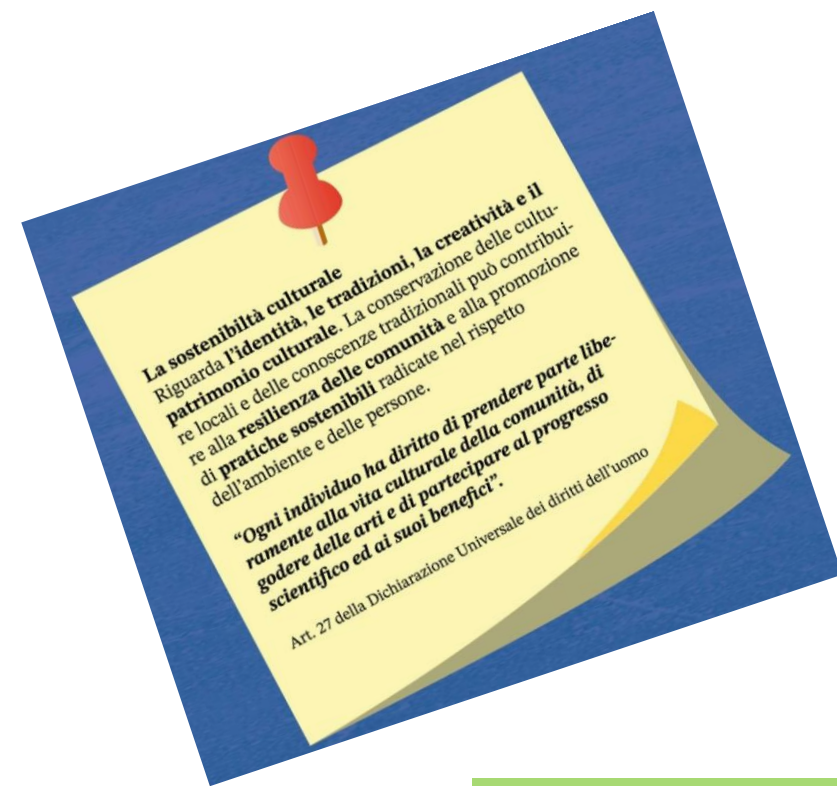 La sostenibiltà culturale
Riguarda l'identità, le tradizioni, la creatività e il
patrimonio culturale. La conservazione delle cultu-
re locali e delle conoscenze tradizionali può contribui-
re alla resilienza delle comunità e alla promozione
di pratiche sostenibili radicate nel rispetto
dell'ambiente e delle persone.
“Ogni individuo ha diritto di prendere parte libe-
ramente alla vita culturale della comunità, di
godere delle arti e di partecipare al progresso
scientifico ed ai suoi benefici”.
Art. 27 della Dichiarazione Universale dei diritti dell'uomo